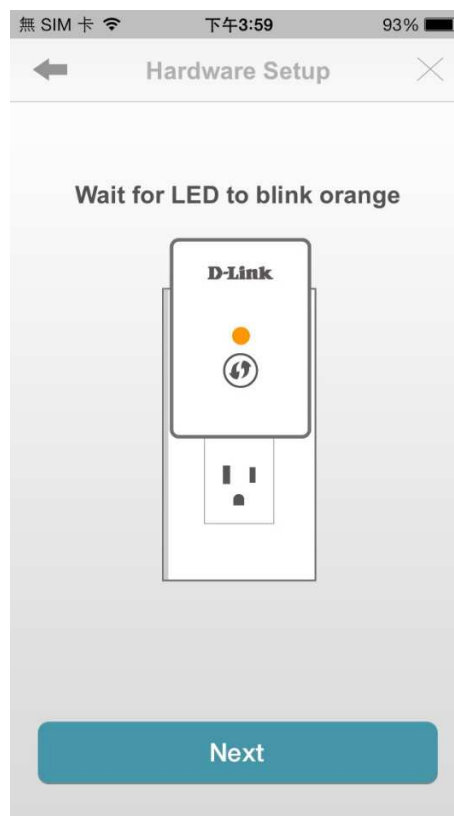 無 SIM 卡 下午3:59 93%
Hardware Setup
Wait for LED to blink orange
D-Link
Next